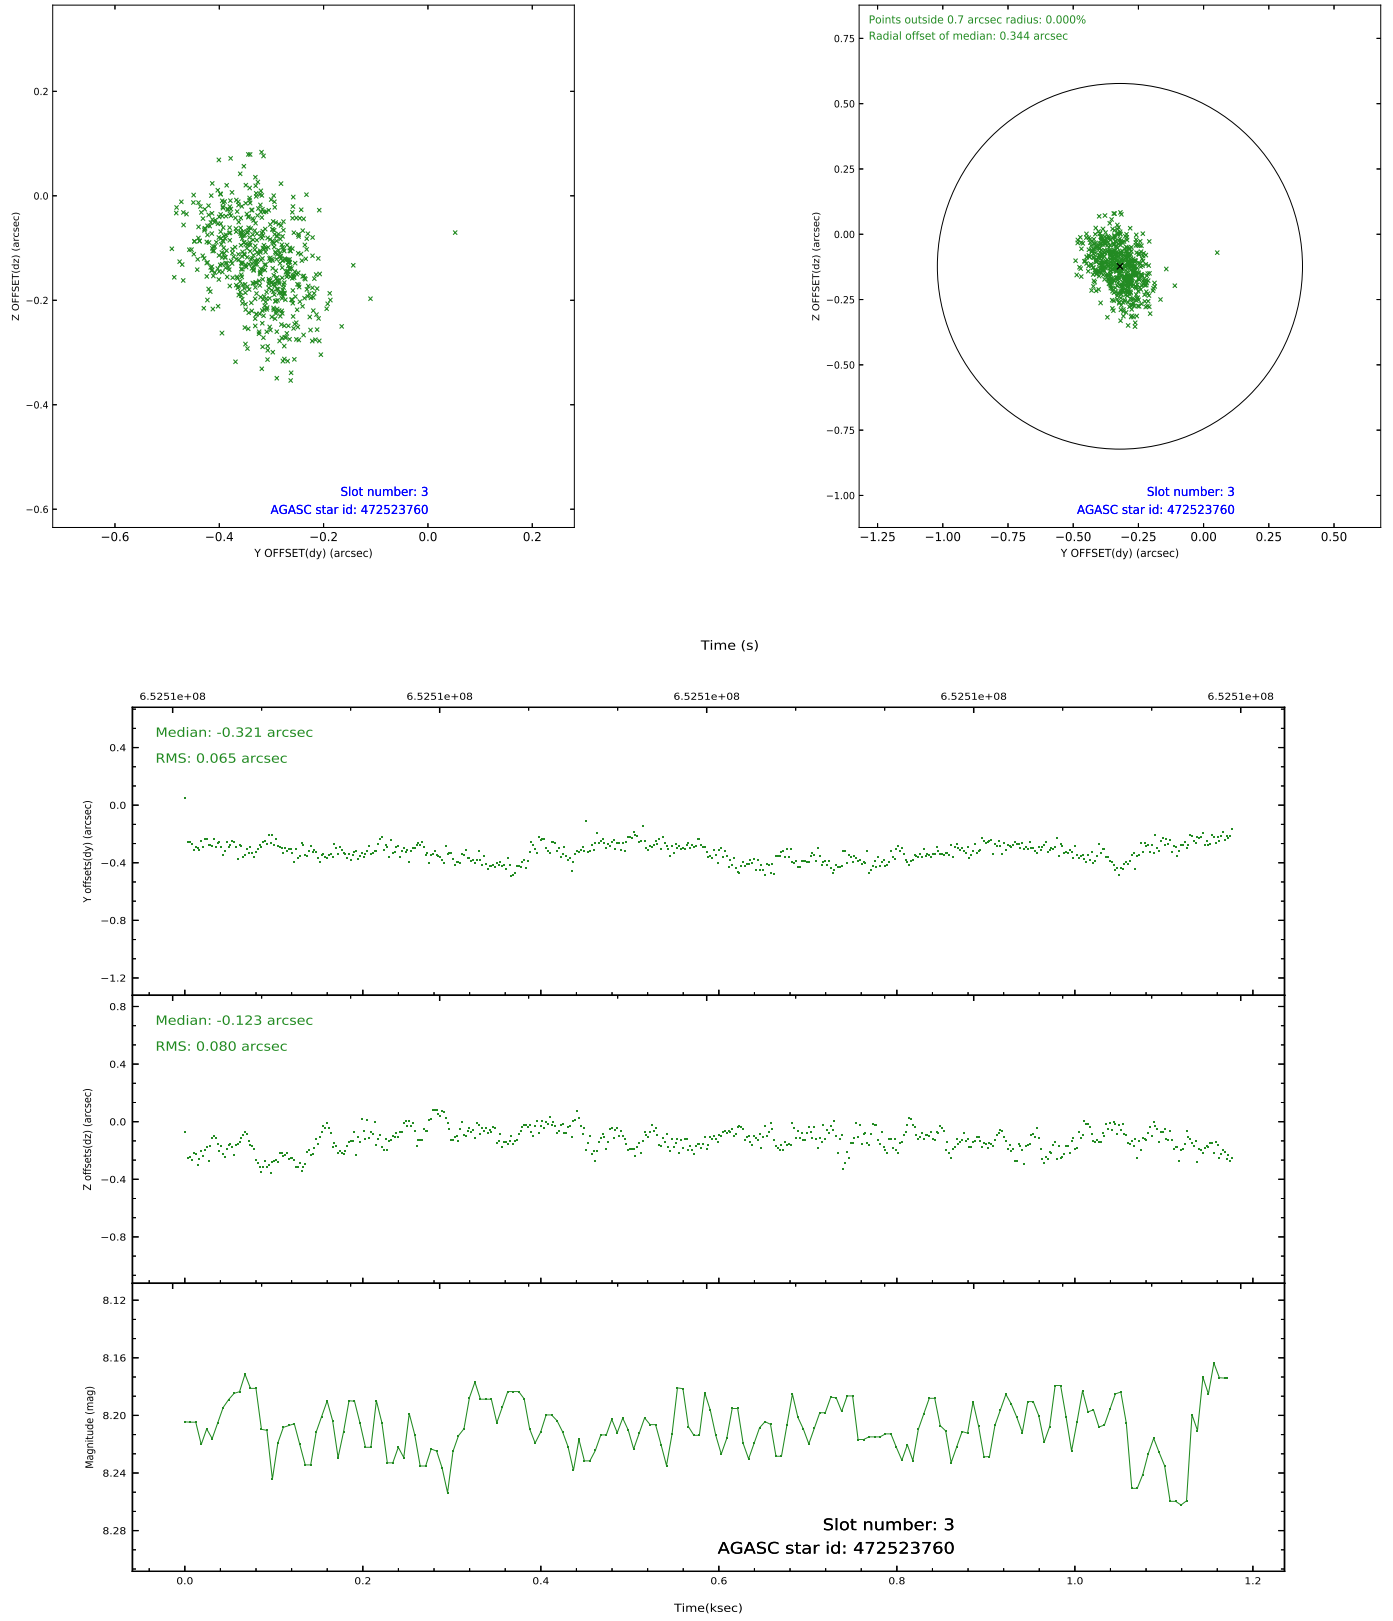 0.2
0.0
−0.2
−0.4
−0.6
Z OFFSET(dz) (arcsec)
Slot number: 3
AGASC star id: 472523760
−0.6
−0.4
−0.2
0.0
0.2
Y OFFSET(dy) (arcsec)
Points outside 0.7 arcsec radius: 0.000%
Radial offset of median: 0.344 arcsec
0.75
0.50
0.25
0.00
−0.25
−0.50
−0.75
−1.00
Z OFFSET(dz) (arcsec)
Slot number: 3
AGASC star id: 472523760
−1.25
−1.00
−0.75
−0.50
−0.25
0.00
0.25
0.50
Y OFFSET(dy) (arcsec)
Time (s)
6.5251e+08
6.5251e+08
6.5251e+08
6.5251e+08
6.5251e+08
Median: -0.321 arcsec
RMS: 0.065 arcsec
0.4
0.0
−0.4
−0.8
−1.2
Y offsets(dy) (arcsec)
Median: -0.123 arcsec
RMS: 0.080 arcsec
0.8
0.4
0.0
−0.4
−0.8
Z offsets(dz) (arcsec)
8.12
8.16
8.20
8.24
8.28
Magnitude (mag)
Slot number: 3
AGASC star id: 472523760
0.0
0.2
0.4
0.6
0.8
1.0
1.2
Time(ksec)